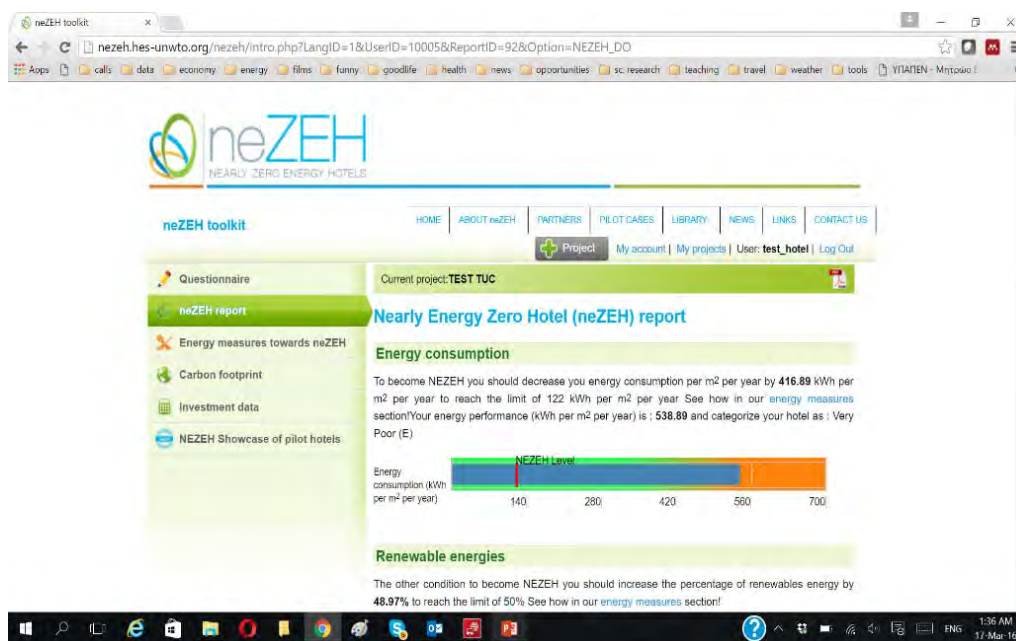 neZEH toolkit
nezeh.hes-unwto.org/nezeh/intro.php?LangID=1&UserID=10005&ReportID=92&Option=NEZEH_DO
Apps calls data economy energy films funny goodlife health news opportunities sc. research teaching travel weather tools ΥΠΑΠΕΝ - Μητρώο
neZEH
NEARLY ZERO ENERGY HOTELS
neZEH toolkit
HOME ABOUT neZEH PARTNERS PILOT CASES LIBRARY NEWS LINKS CONTACT US
Project My account | My projects | User: test_hotel | Log Out
Questionnaire
neZEH report
Energy measures towards neZEH
Carbon footprint
Investment data
NEZEH Showcase of pilot hotels
Current project:TEST TUC
Nearly Energy Zero Hotel (neZEH) report
Energy consumption
To become NEZEH you should decrease you energy consumption per m2 per year by 416.89 kWh per
m2 per year to reach the limit of 122 kWh per m2 per year See how in our energy measures
section!Your energy performance (kWh per m2 per year) is : 538.89 and categorize your hotel as : Very
Poor (E)
NEZEH Level
Energy
consumption (kWh
per m2 per year)
140 280 420 560 700
Renewable energies
The other condition to become NEZEH you should increase the percentage of renewables energy by
48.97% to reach the limit of 50% See how in our energy measures section!
ENG
1:36 AM
17-Mar-16